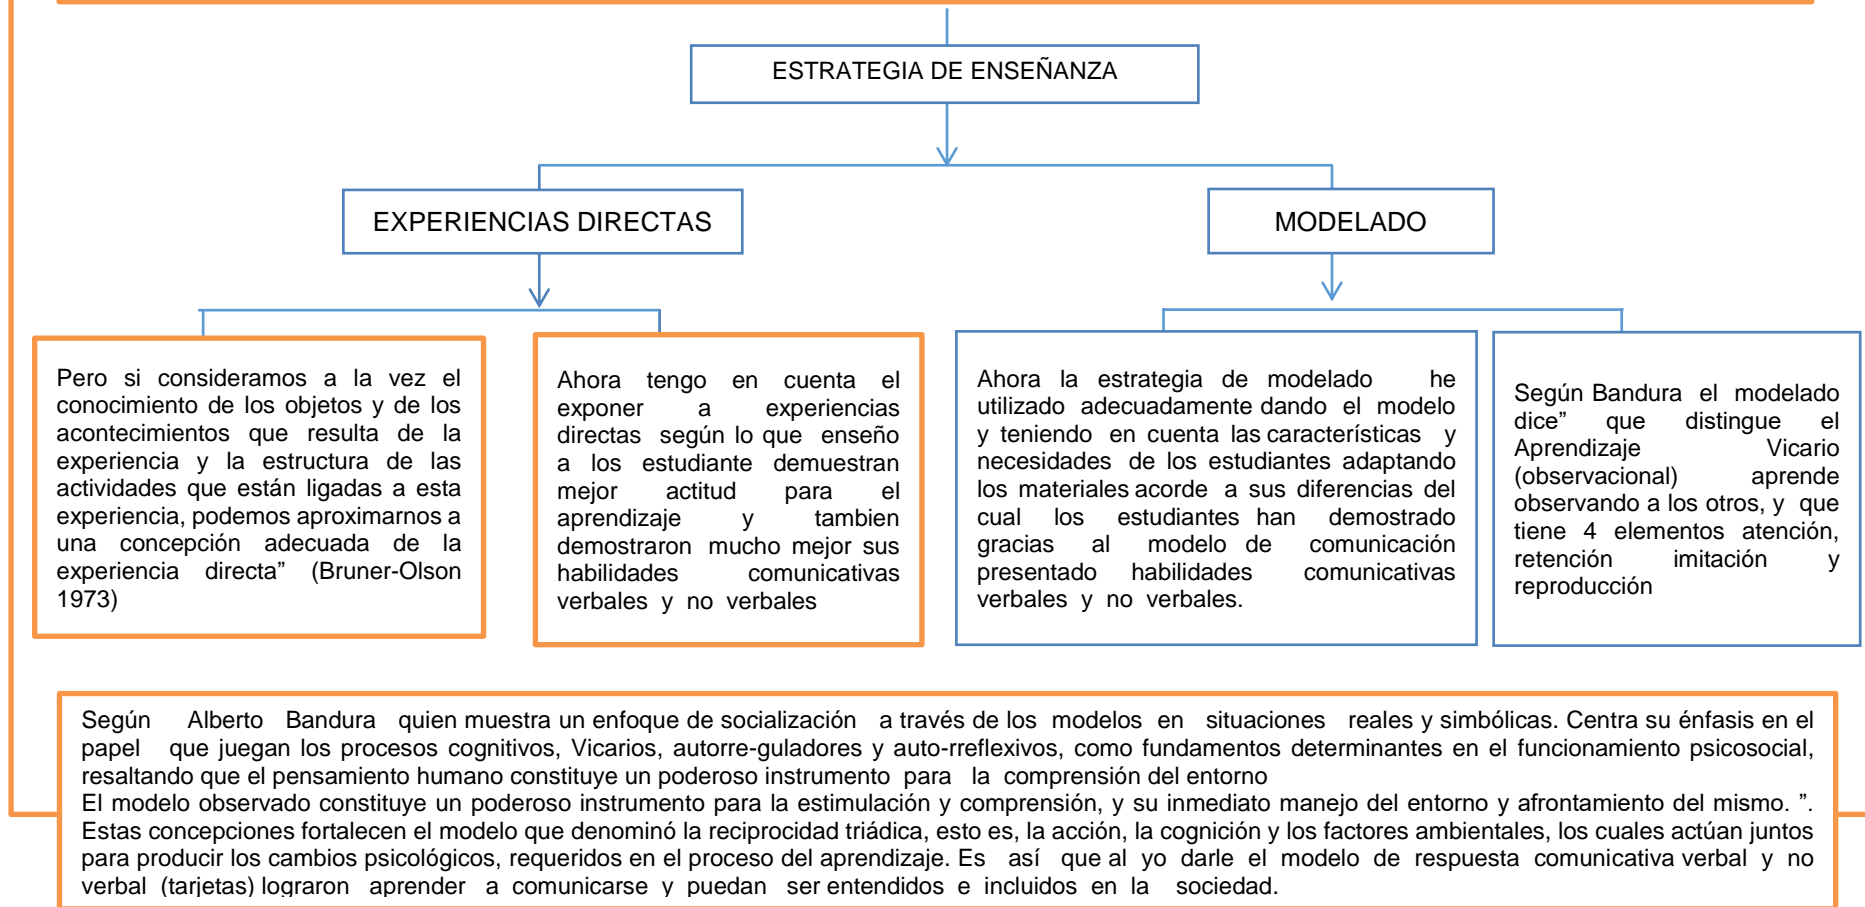 ESTRATEGIA DE ENSEÑANZA
EXPERIENCIAS DIRECTAS
MODELADO
Pero si consideramos a la vez el
conocimiento de los objetos y de los
acontecimientos que resulta de la
experiencia y la estructura de las
actividades que están ligadas a esta
experiencia, podemos aproximarnos a
una concepción adecuada de la
experiencia directa” (Bruner-Olson
1973)
Ahora tengo en cuenta el
exponer a experiencias
directas según lo que enseño
a los estudiante demuestran
mejor actitud para el
aprendizaje y tambien
demostraron mucho mejor sus
habilidades comunicativas
verbales y no verbales
Ahora la estrategia de modelado he
utilizado adecuadamente dando el modelo
y teniendo en cuenta las características y
necesidades de los estudiantes adaptando
los materiales acorde a sus diferencias del
cual los estudiantes han demostrado
gracias al modelo de comunicación
presentado habilidades comunicativas
verbales y no verbales.
Según Bandura el modelado
dice” que distingue el
Aprendizaje Vicario
(observacional) aprende
observando a los otros, y que
tiene 4 elementos atención,
retención imitación y
reproducción
Según Alberto Bandura quien muestra un enfoque de socialización a través de los modelos en situaciones reales y simbólicas. Centra su énfasis en el
papel que juegan los procesos cognitivos, Vicarios, autorre-guladores y auto-rreflexivos, como fundamentos determinantes en el funcionamiento psicosocial,
resaltando que el pensamiento humano constituye un poderoso instrumento para la comprensión del entorno
El modelo observado constituye un poderoso instrumento para la estimulación y comprensión, y su inmediato manejo del entorno y afrontamiento del mismo. ”.
Estas concepciones fortalecen el modelo que denominó la reciprocidad triádica, esto es, la acción, la cognición y los factores ambientales, los cuales actúan juntos
para producir los cambios psicológicos, requeridos en el proceso del aprendizaje. Es así que al yo darle el modelo de respuesta comunicativa verbal y no
verbal (tarjetas) lograron aprender a comunicarse y puedan ser entendidos e incluidos en la sociedad.